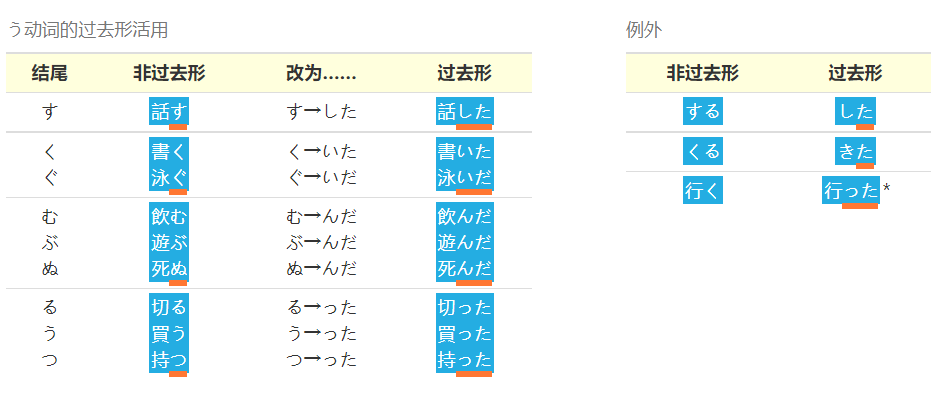 う动词的过去形活用
结尾 非过去形 改为…… 过去形
す 話す す→した 話した
く 書く く→いた 書いた
ぐ 泳ぐ ぐ→いだ 泳いだ
む 飲む む→んだ 飲んだ
ぶ 遊ぶ ぶ→んだ 遊んだ
ぬ 死ぬ ぬ→んだ 死んだ
る 切る る→った 切った
う 買う う→った 買った
つ 持つ つ→った 持った
例外
非过去形 过去形
する した
くる きた
行く 行った*